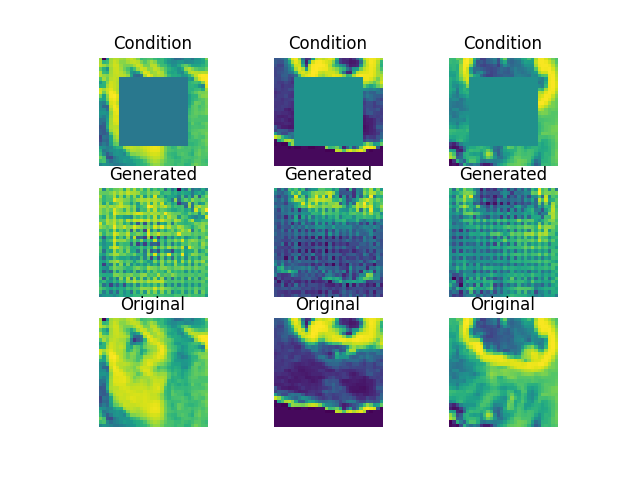 Condition Condition Condition
Generated Generated Generated
Original Original Original